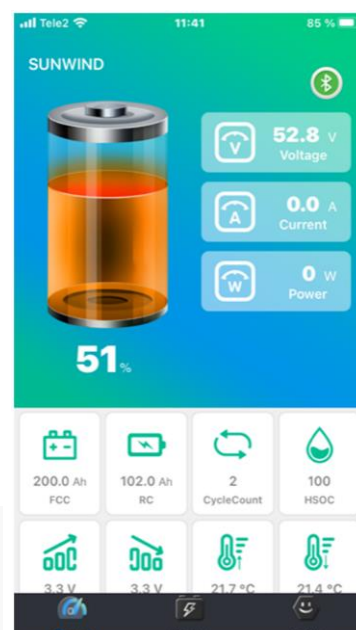 Tele2 11:41 85 %
SUNWIND
52.8 V
Voltage
V
0.0 A
Current
A
0 W
Power
W
51%
200.0 Ah
FCC
102.0 Ah
RC
2
CycleCount
100
HSOC
3.3 V
3.3 V
21.7 °C
21.4 °C